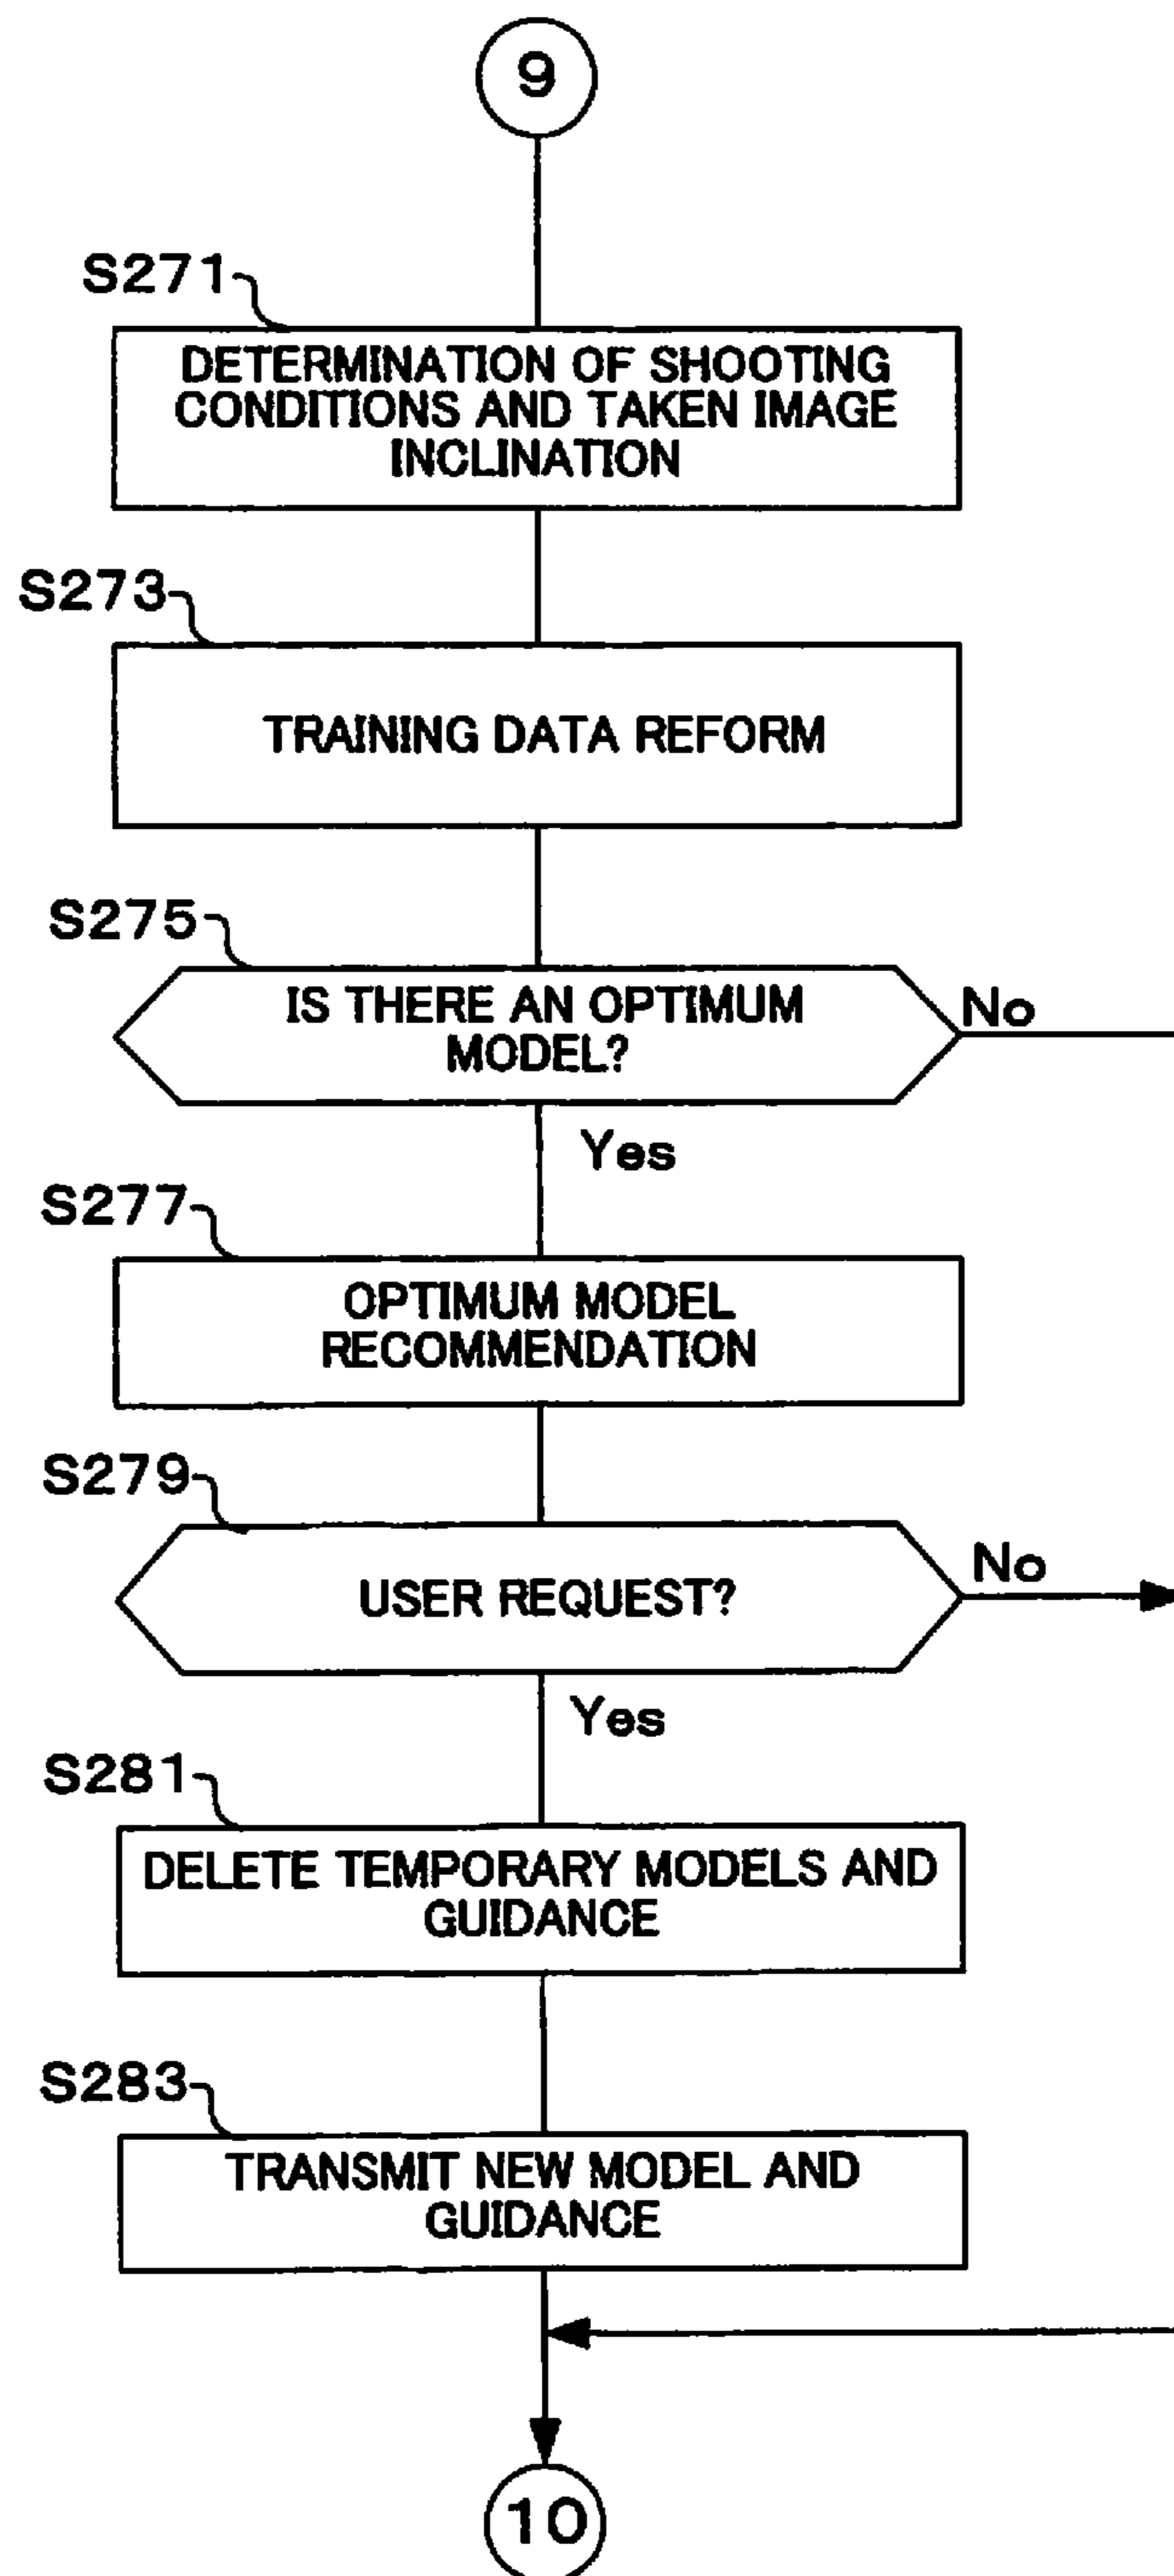 9
S271
DETERMINATION OF SHOOTING
CONDITIONS AND TAKEN IMAGE
INCLINATION
S273
TRAINING DATA REFORM
S275
IS THERE AN OPTIMUM
MODEL?
No
Yes
S277
OPTIMUM MODEL
RECOMMENDATION
S279
USER REQUEST?
No
Yes
S281
DELETE TEMPORARY MODELS AND
GUIDANCE
S283
TRANSMIT NEW MODEL AND
GUIDANCE
10